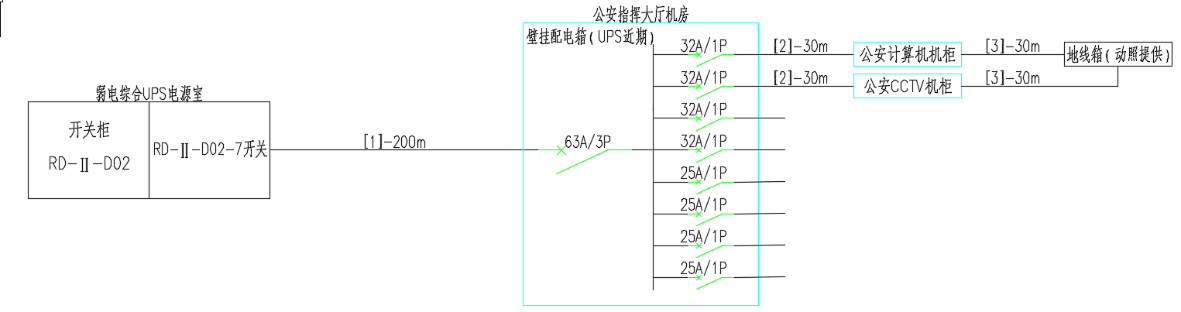 公安指挥大厅机房
壁挂配电箱(UPS近期)
32A/1P
[2]-30m
公安计算机机柜
[3]-30m
地线箱(动照提供)
32A/1P
[2]-30m
公安CCTV机柜
[3]-30m
弱电综合UPS电源室
开关柜
RD-Ⅱ-D02
RD-Ⅱ-D02-7开关
[1]-200m
63A/3P
32A/1P
32A/1P
25A/1P
25A/1P
25A/1P
25A/1P